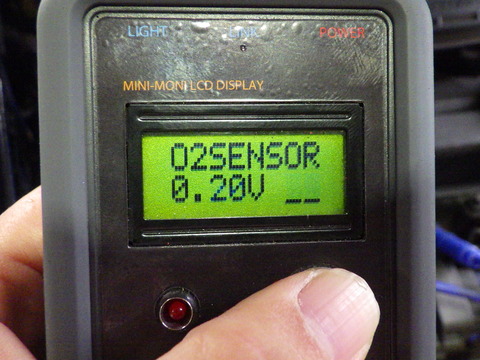 LIGHT LINK POWER
MINI-MONI LCD DISPLAY
O2SENSOR
0.20V __